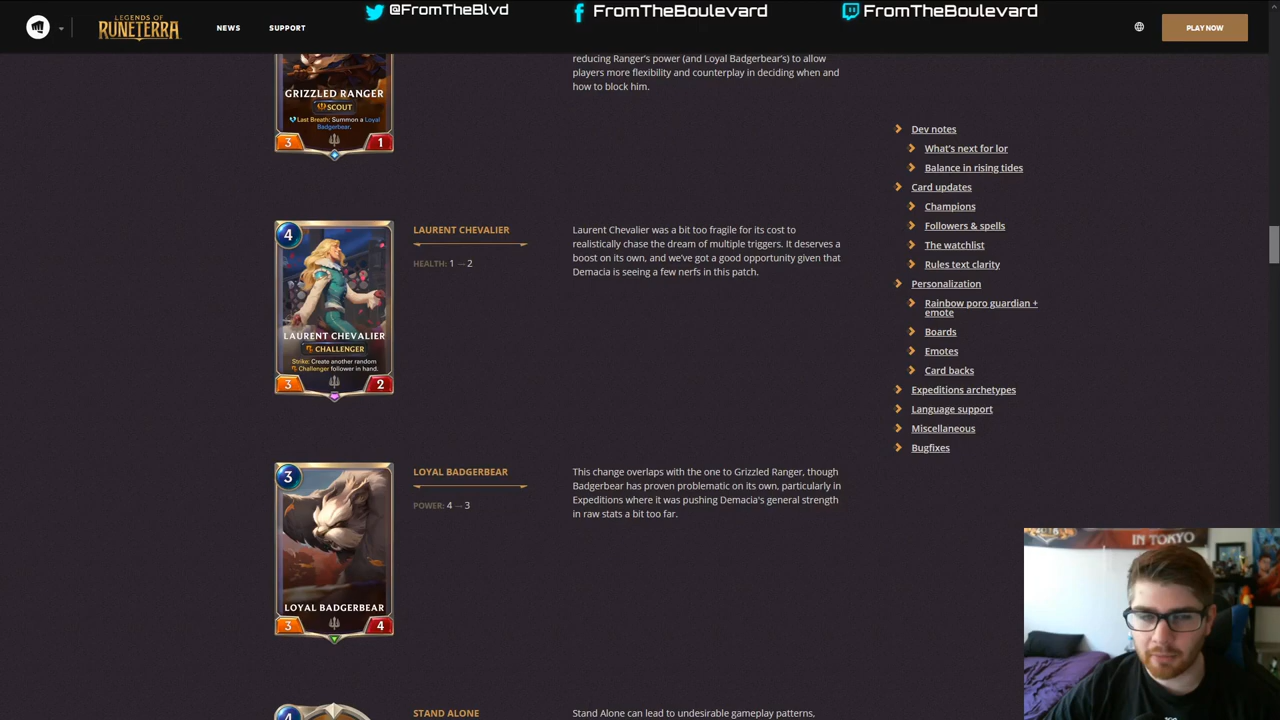 @FromTheBlvd
FromTheBoulevard
FromTheBoulevard
LEGENDS OF
RUNETERRA
NEWS
SUPPORT
PLAY NOW
reducing Ranger's power (and Loyal Badgerbear's) to allow
players more flexibility and counterplay in deciding when and
how to block him.
GRIZZLED RANGER
SCOUT
Last Breath: Summon a Loyal
Badgerbear.
3
1
4
LAURENT CHEVALIER
CHALLENGER
Strike: Create another random
Challenger follower in hand.
3
2
LAURENT CHEVALIER
HEALTH: 1 — 2
Laurent Chevalier was a bit too fragile for its cost to
realistically chase the dream of multiple triggers. It deserves a
boost on its own, and we've got a good opportunity given that
Demacia is seeing a few nerfs in this patch.
3
LOYAL BADGERBEAR
3
4
LOYAL BADGERBEAR
POWER: 4 — 3
This change overlaps with the one to Grizzled Ranger, though
Badgerbear has proven problematic on its own, particularly in
Expeditions where it was pushing Demacia's general strength
in raw stats a bit too far.
4
STAND ALONE
Stand Alone can lead to undesirable gameplay patterns,
Dev notes
What's next for lor
Balance in rising tides
Card updates
Champions
Followers & spells
The watchlist
Rules text clarity
Personalization
Rainbow poro guardian +
emote
Boards
Emotes
Card backs
Expeditions archetypes
Language support
Miscellaneous
Bugfixes
IN TOKYO